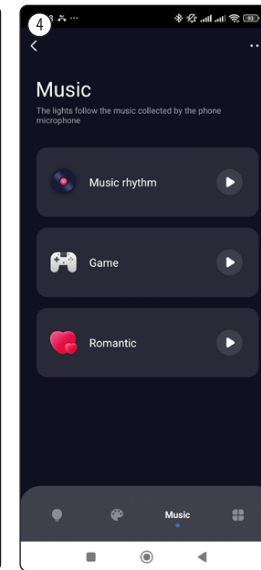 4
Music
The lights follow the music collected by the phone
microphone
Music rhythm
Game
Romantic
Music